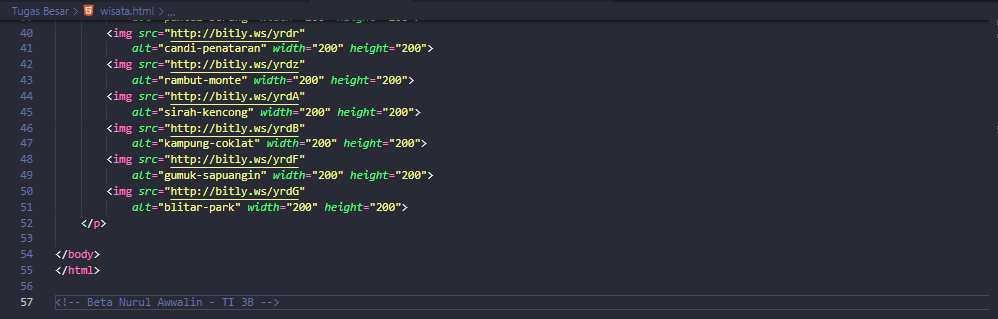 Tugas Besar > wisata.html > ...
40 <img src="http://bitly.ws/yrdr"
41 alt="candi-penataran" width="200" height="200">
42 <img src="http://bitly.ws/yrdz"
43 alt="rambut-monte" width="200" height="200">
44 <img src="http://bitly.ws/yrdA"
45 alt="sirah-kencong" width="200" height="200">
46 <img src="http://bitly.ws/yrdB"
47 alt="kampung-coklat" width="200" height="200">
48 <img src="http://bitly.ws/yrdF"
49 alt="gumuk-sapuangin" width="200" height="200">
50 <img src="http://bitly.ws/yrdG"
51 alt="blitar-park" width="200" height="200">
52 </p>
53
54 </body>
55 </html>
56
57 <!-- Beta Nurul Awwalin - TI 3B -->